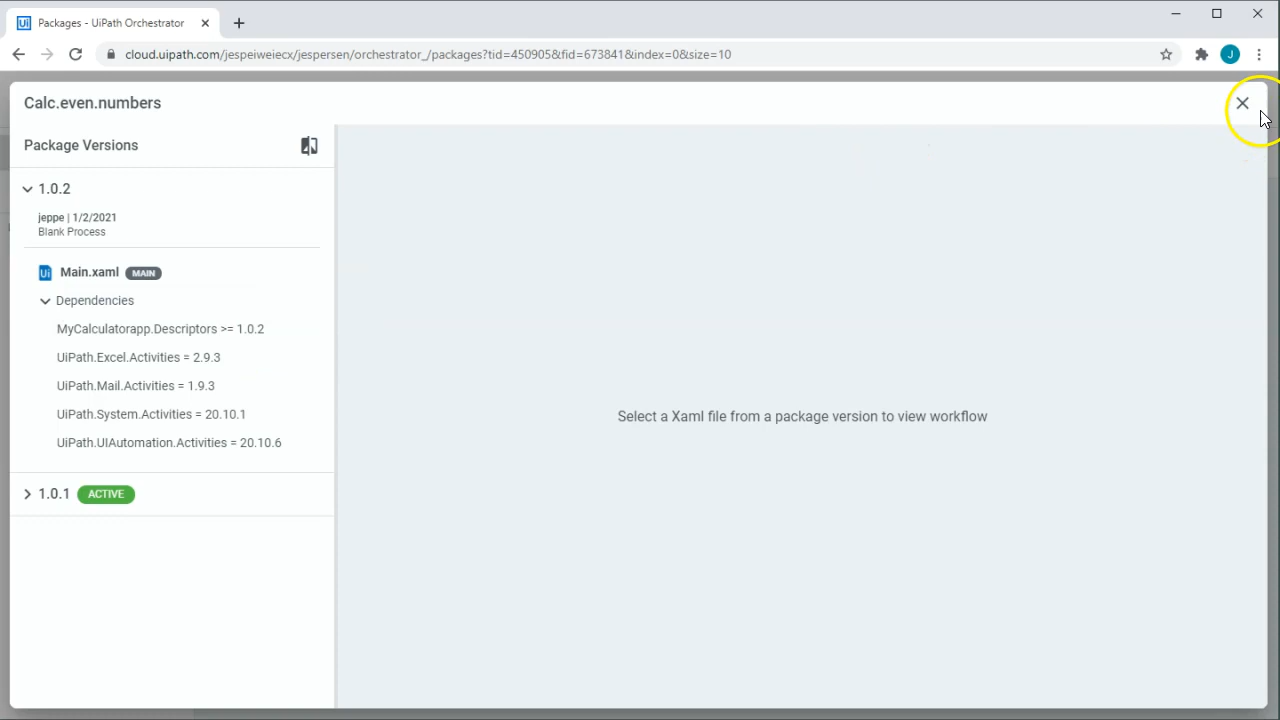 Packages - UiPath Orchestrator
cloud.uipath.com/jespeiweiecx/jespersen/orchestrator_/packages?tid=450905&fid=673841&index=0&size=10
J
Calc.even.numbers
Package Versions
1.0.2
jeppe | 1/2/2021
Blank Process
Ui Main.xaml MAIN
Dependencies
MyCalculatorapp.Descriptors >= 1.0.2
UiPath.Excel.Activities = 2.9.3
UiPath.Mail.Activities = 1.9.3
UiPath.System.Activities = 20.10.1
UiPath.UIAutomation.Activities = 20.10.6
1.0.1 ACTIVE
Select a Xaml file from a package version to view workflow